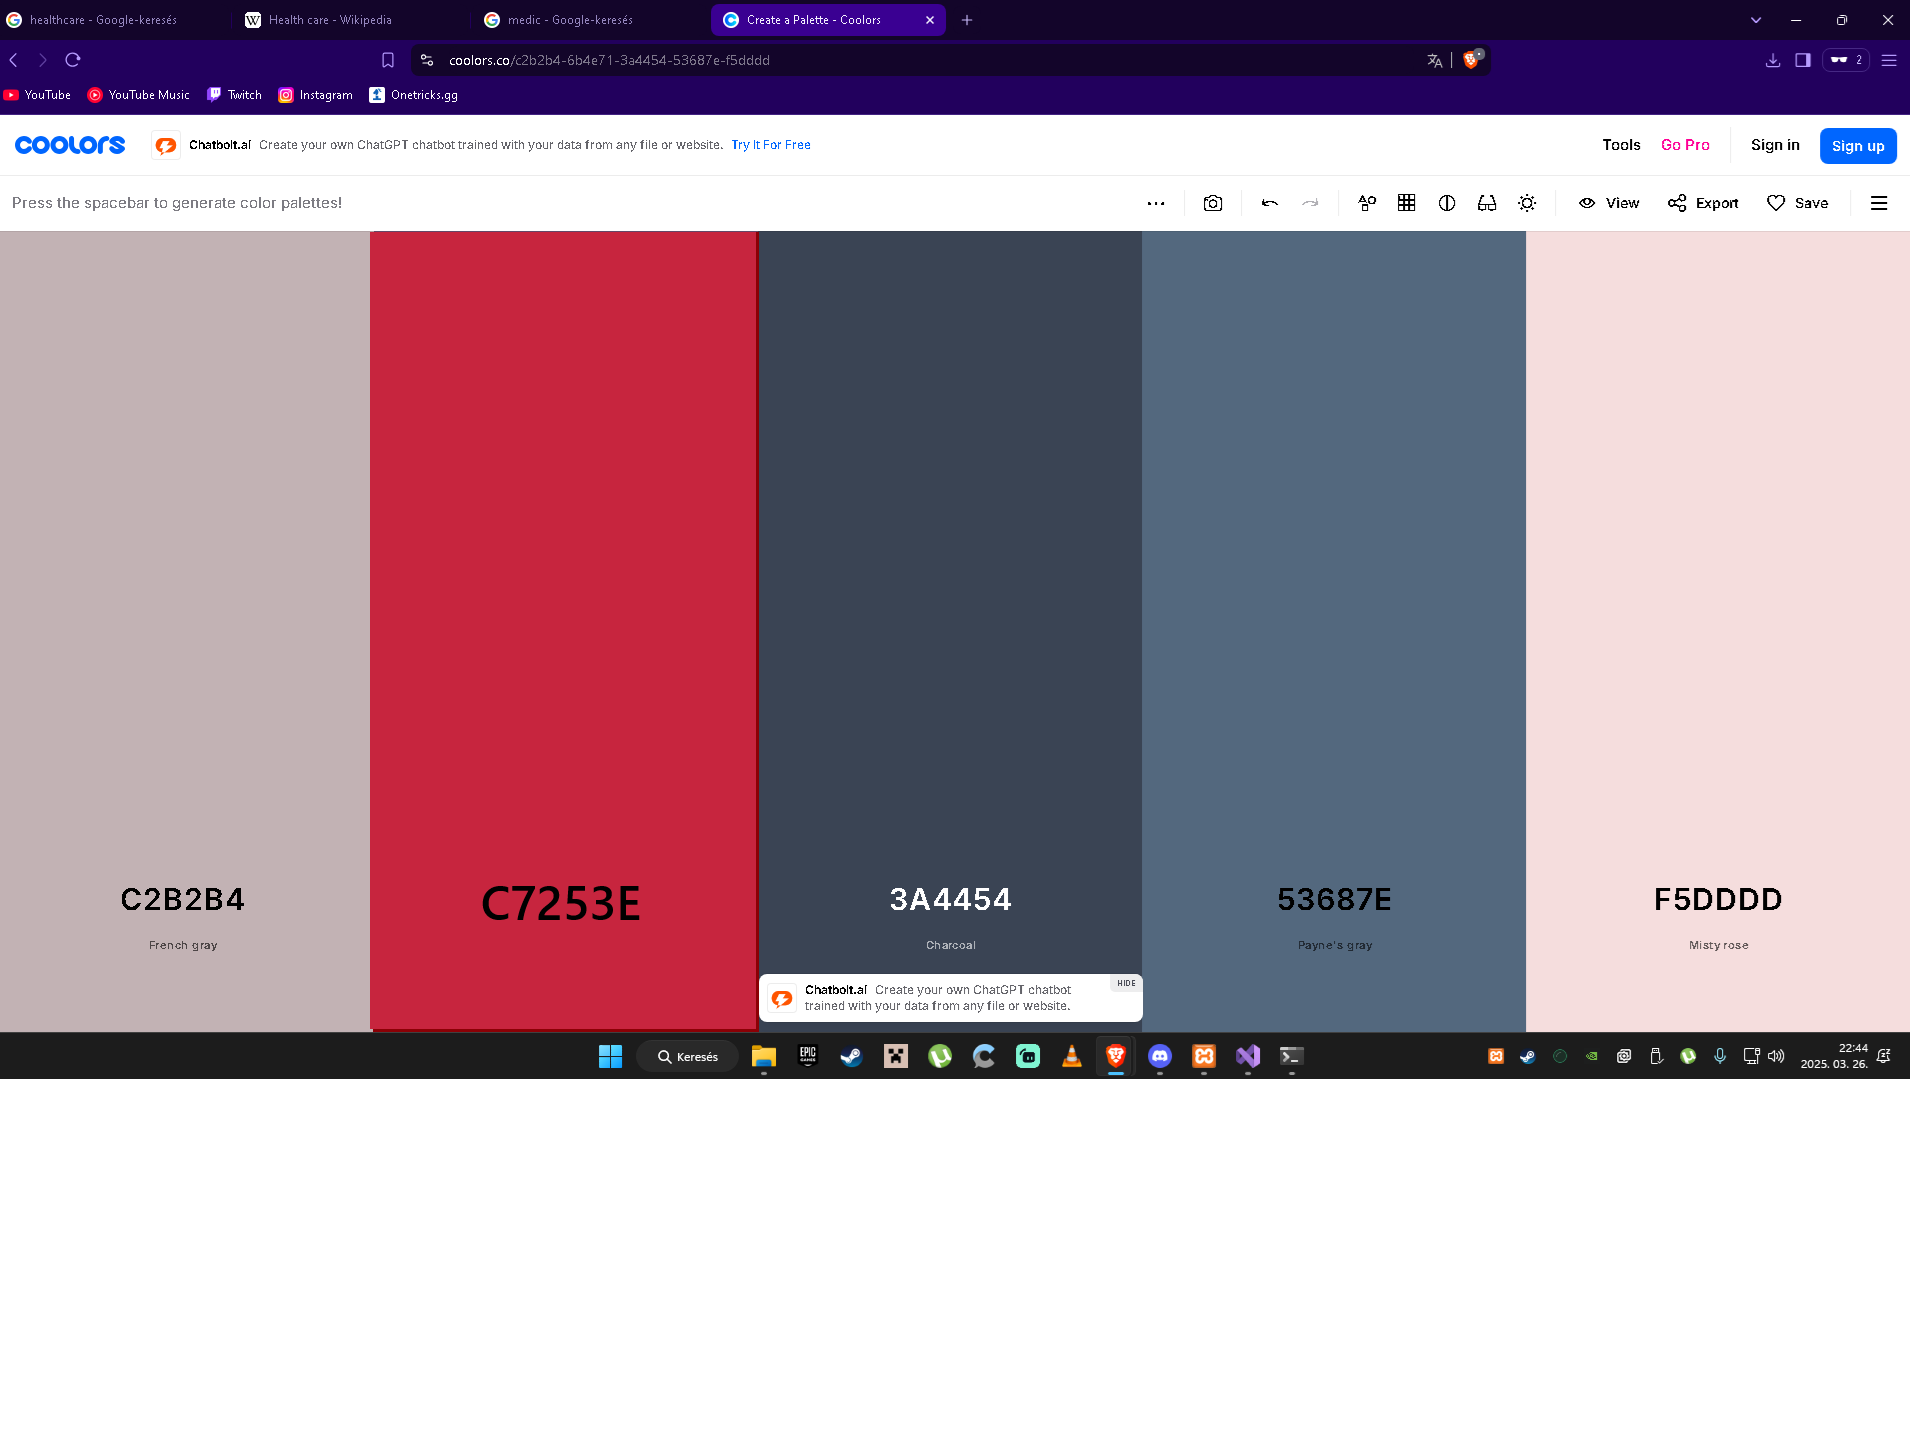 healthcare - Google-keresés
Health care - Wikipedia
medic - Google-keresés
Create a Palette - Coolors
coolors.co/c2b2b4-6b4e71-3a4454-53687e-f5dddd
2
YouTube
YouTube Music
Twitch
Instagram
Onetricks.gg
coolors
Chatbolt.ai Create your own ChatGPT chatbot trained with your data from any file or website. Try It For Free
Tools
Go Pro
Sign in
Sign up
Press the spacebar to generate color palettes!
View
Export
Save
C2B2B4
French gray
C7253E
3A4454
Charcoal
53687E
Payne's gray
F5DDDD
Misty rose
Chatbolt.ai Create your own ChatGPT chatbot
trained with your data from any file or website.
HIDE
Keresés
EPIC
GAMES
22:44
2025. 03. 26.